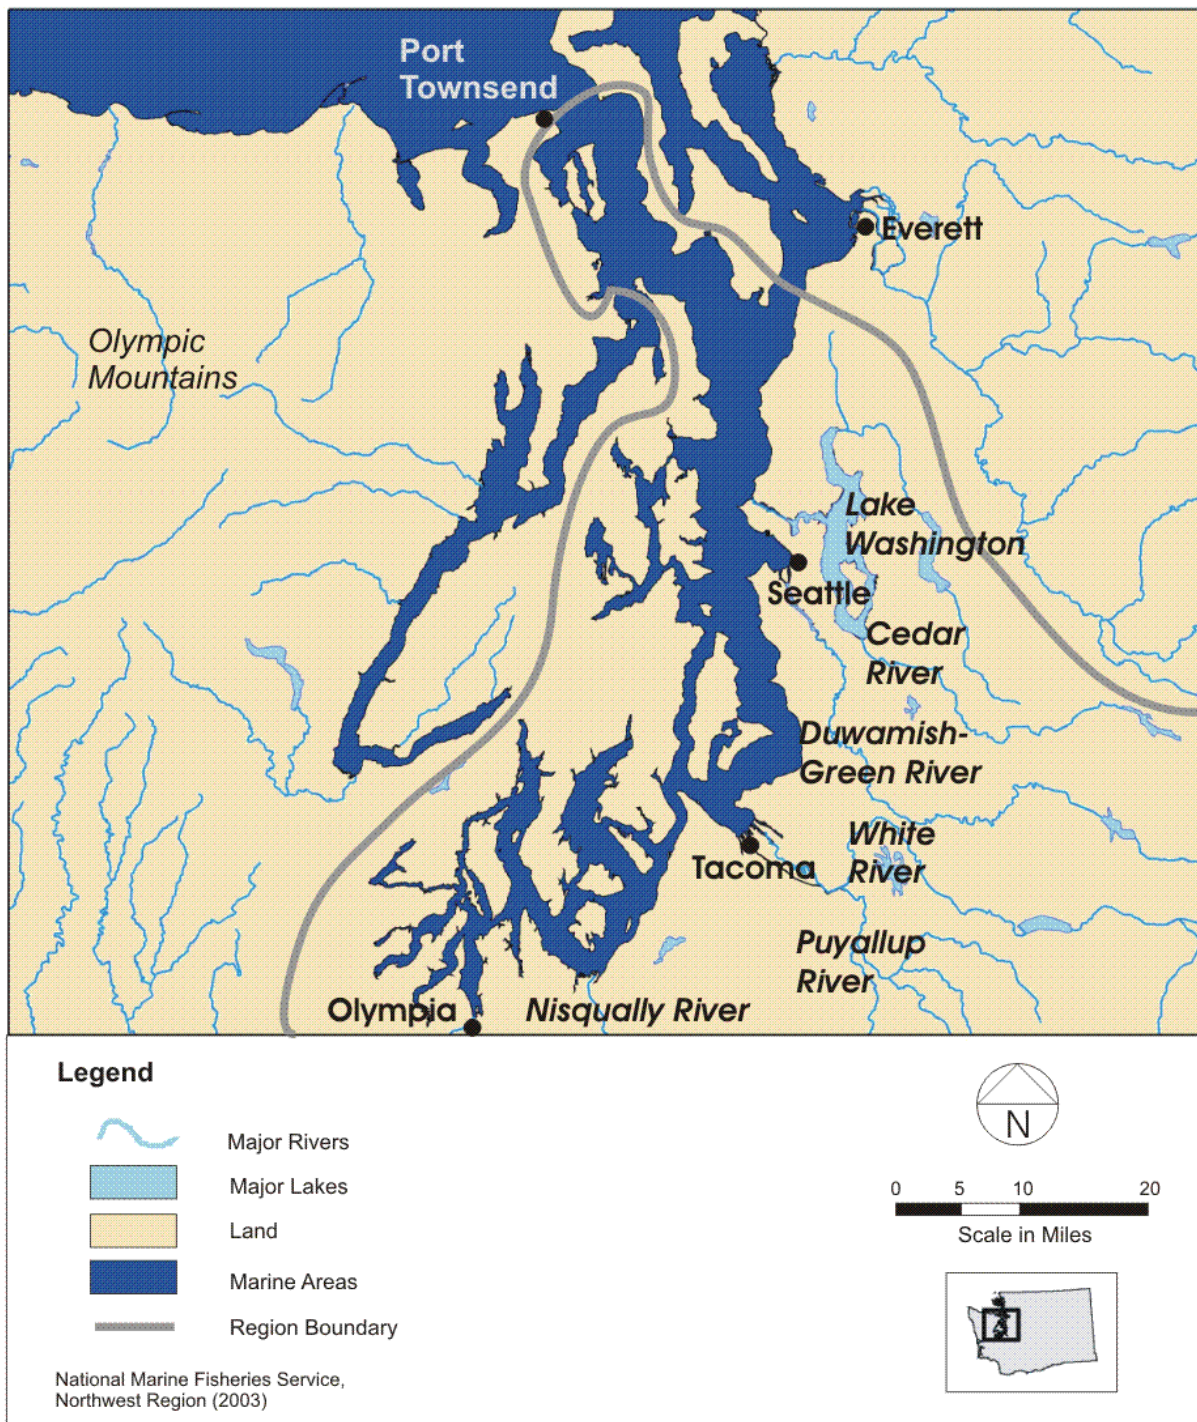 Port
Townsend
Everett
Olympic
Mountains
Lake
Washington
Seattle
Cedar
River
Duwamish-
Green River
White
River
Tacoma
Puyallup
River
Olympia
Nisqually River
Legend
Major Rivers
Major Lakes
Land
Marine Areas
Region Boundary
National Marine Fisheries Service,
Northwest Region (2003)
N
0 5 10 20
Scale in Miles